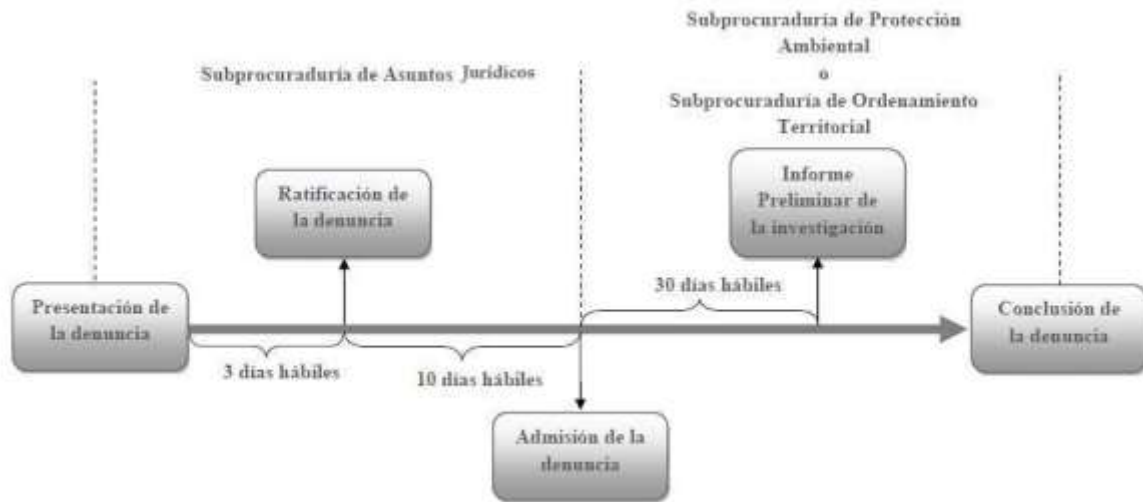 Subprocuraduría de Protección
Ambiental
o
Subprocuraduría de Ordenamiento
Territorial
Subprocuraduría de Asuntos Jurídicos
Ratificación de
la denuncia
Informe
Preliminar de
la investigación
30 días hábiles
Presentación de
la denuncia
Conclusión de
la denuncia
3 días hábiles
10 días hábiles
Admisión de la
denuncia